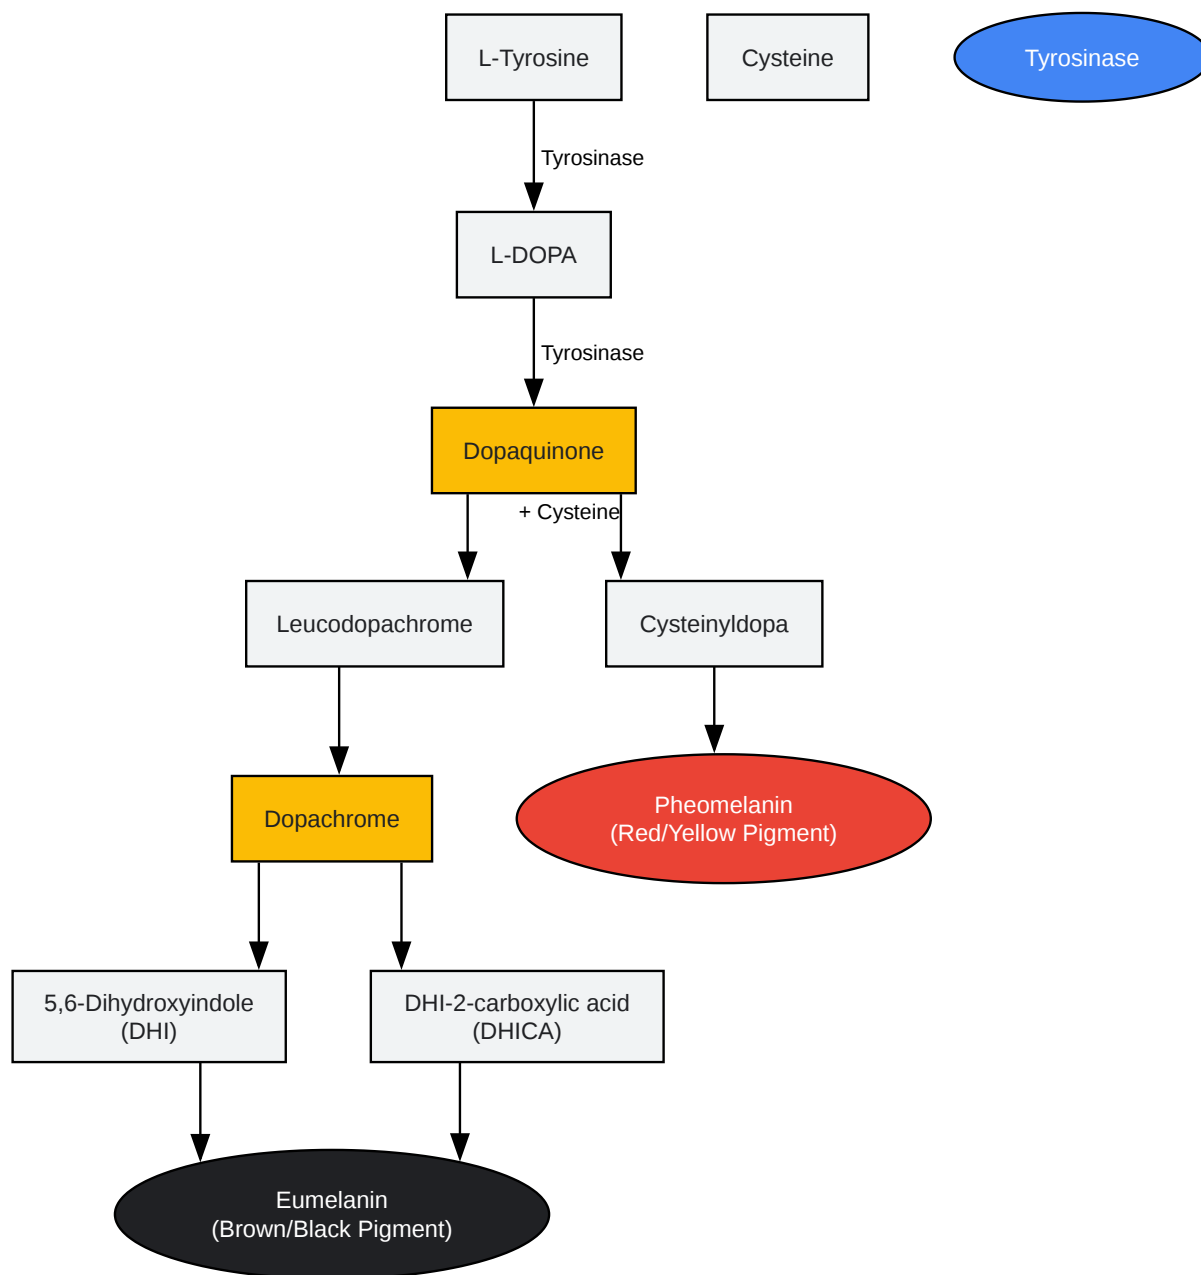 L-Tyrosine
Cysteine
Tyrosinase
Tyrosinase
L-DOPA
Tyrosinase
Dopaquinone
+ Cysteine
Leucodopachrome
Cysteinyldopa
Dopachrome
Pheomelanin
(Red/Yellow Pigment)
5,6-Dihydroxyindole
(DHI)
DHI-2-carboxylic acid
(DHICA)
Eumelanin
(Brown/Black Pigment)